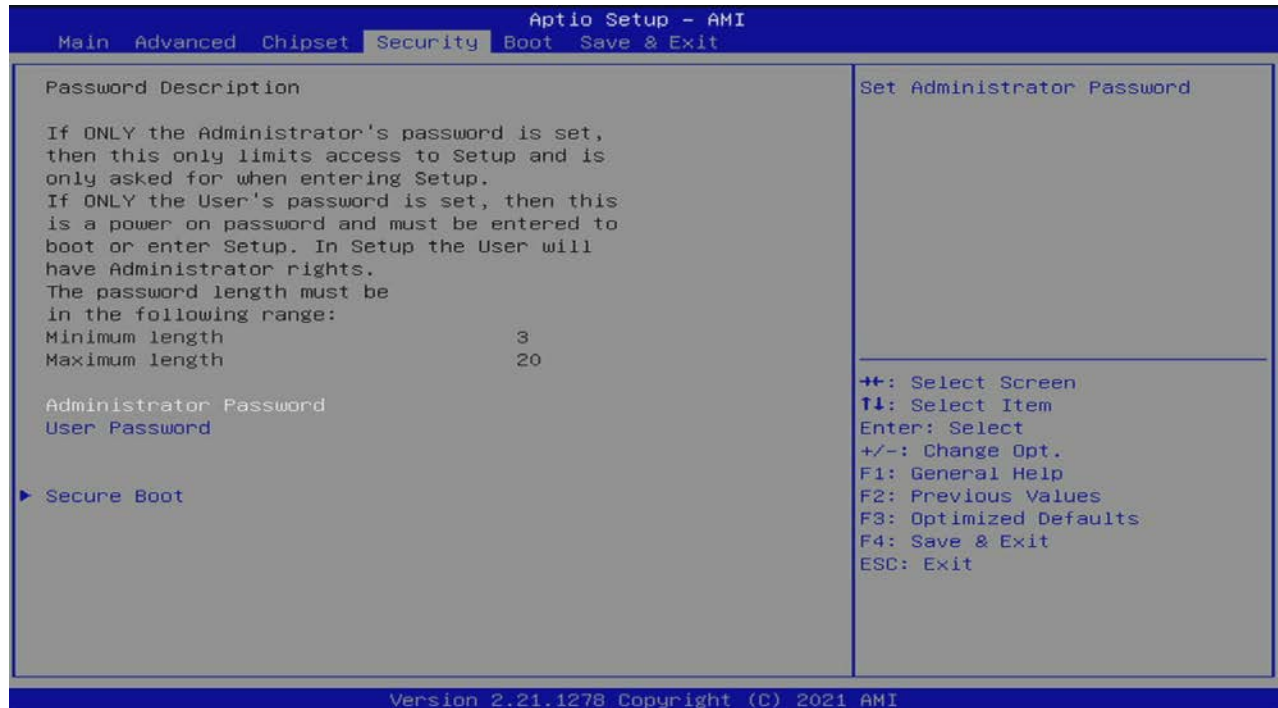 Aptio Setup – AMI
Main Advanced Chipset Security Boot Save & Exit
Password Description
If ONLY the Administrator's password is set,
then this only limits access to Setup and is
only asked for when entering Setup.
If ONLY the User's password is set, then this
is a power on password and must be entered to
boot or enter Setup. In Setup the User will
have Administrator rights.
The password length must be
in the following range:
Minimum length 3
Maximum length 20
Administrator Password
User Password
► Secure Boot
Set Administrator Password
→←: Select Screen
↑↓: Select Item
Enter: Select
+/-: Change Opt.
F1: General Help
F2: Previous Values
F3: Optimized Defaults
F4: Save & Exit
ESC: Exit
Version 2.21.1278 Copyright (C) 2021 AMI